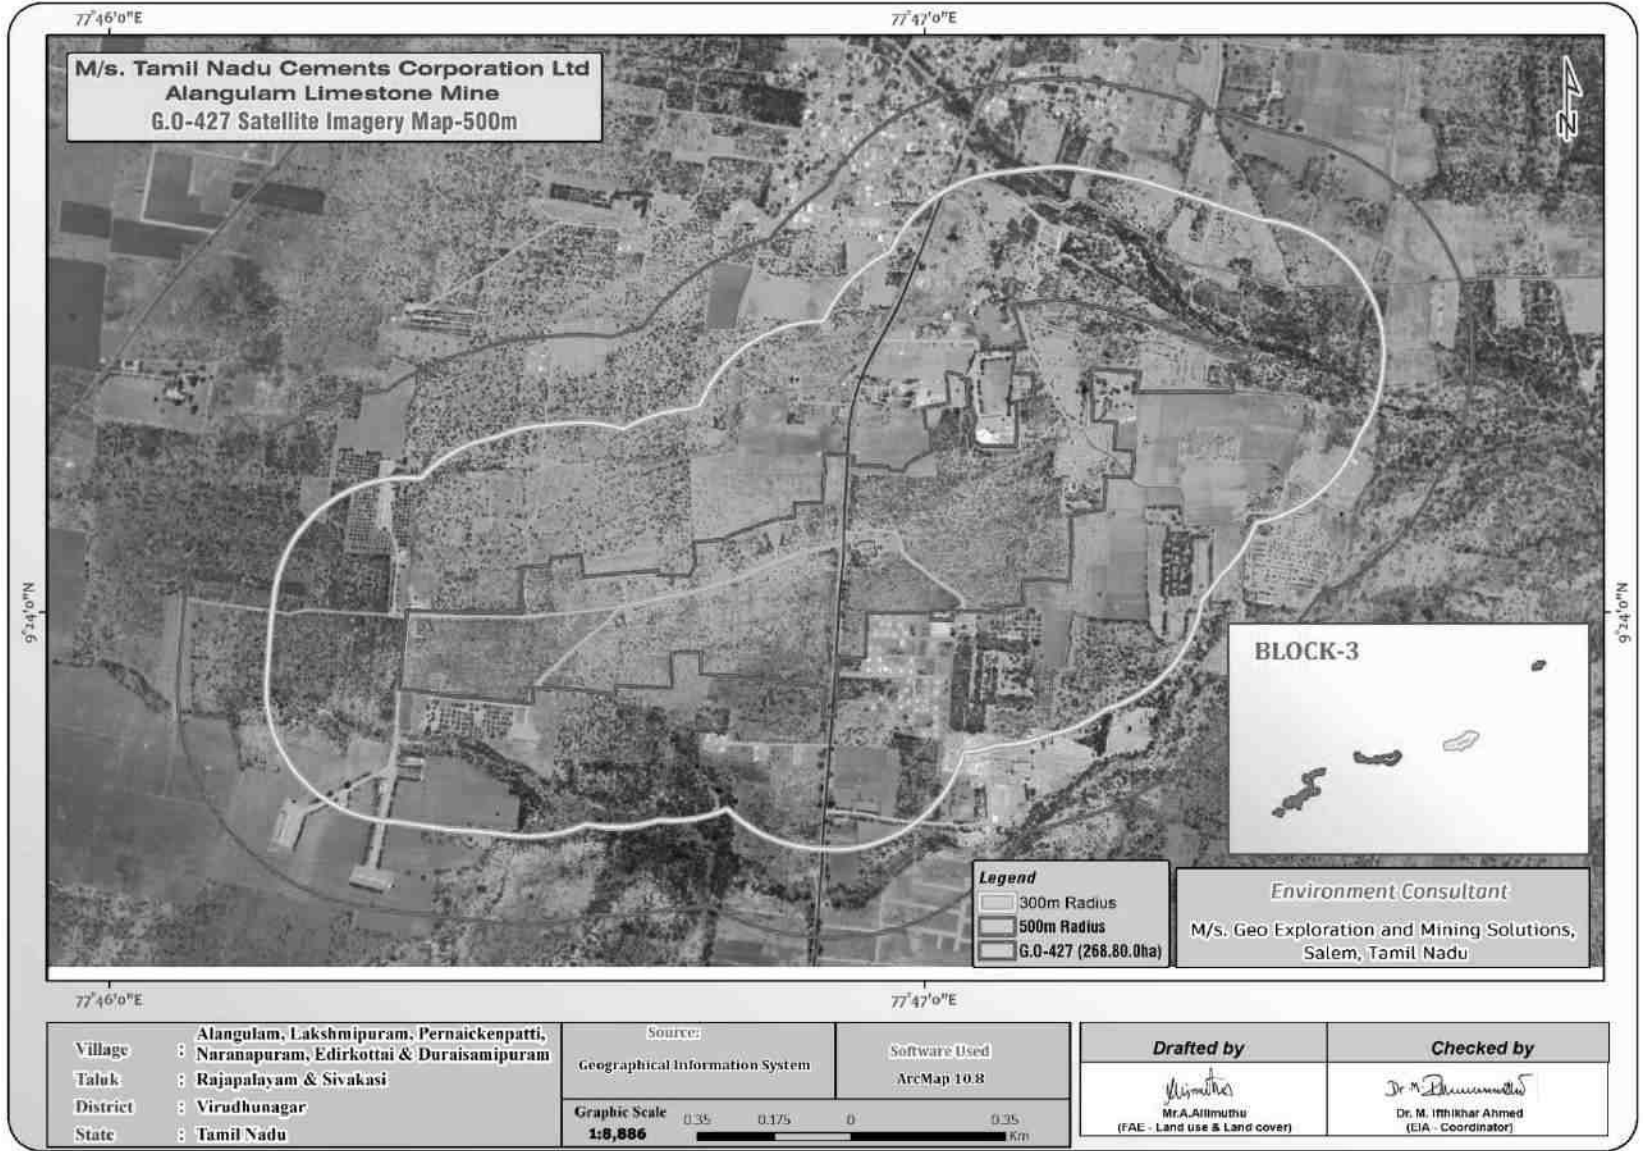 77°46'0"E
77°47'0"E
M/s. Tamil Nadu Cements Corporation Ltd
Alangulam Limestone Mine
G.O-427 Satellite Imagery Map-500m
N
9°24'0"N
9°24'0"N
BLOCK-3
Legend
300m Radius
500m Radius
G.O-427 (268.80.0ha)
Environment Consultant
M/s. Geo Exploration and Mining Solutions,
Salem, Tamil Nadu
77°46'0"E
77°47'0"E
Village : Alangulam, Lakshmipuram, Pernaickenpatti,
Naranapuram, Edirkottai & Duraisamipuram
Taluk : Rajapalayam & Sivakasi
District : Virudhunagar
State : Tamil Nadu
Source:
Geographical Information System
Software Used
ArcMap 10.8
Graphic Scale
1:8,886
0.35 0.175 0 0.35
Km
Drafted by
Mr.A.Allimuthu
(FAE - Land use & Land cover)
Checked by
Dr. M. Ifthikhar Ahmed
(EIA - Coordinator)